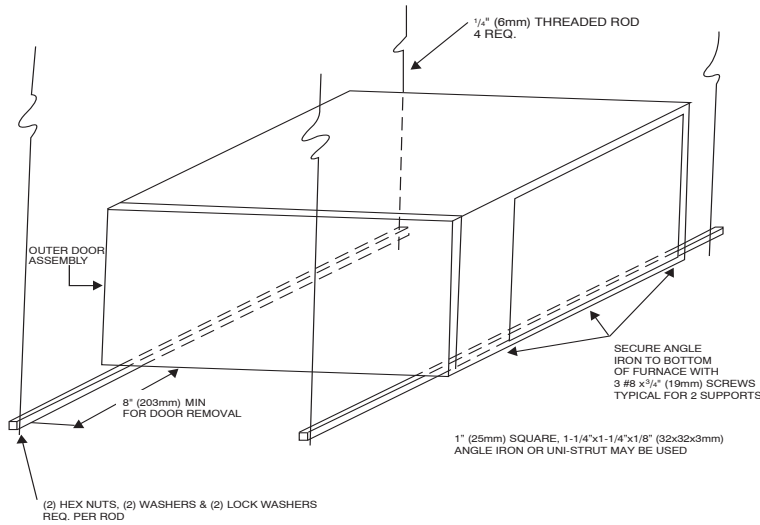 1/4" (6mm) THREADED ROD
4 REQ.
OUTER DOOR
ASSEMBLY
8" (203mm) MIN
FOR DOOR REMOVAL
SECURE ANGLE
IRON TO BOTTOM
OF FURNACE WITH
3 #8 x3/4" (19mm) SCREWS
TYPICAL FOR 2 SUPPORTS
1" (25mm) SQUARE, 1-1/4"x1-1/4"x1/8" (32x32x3mm)
ANGLE IRON OR UNI-STRUT MAY BE USED
(2) HEX NUTS, (2) WASHERS & (2) LOCK WASHERS
REQ. PER ROD